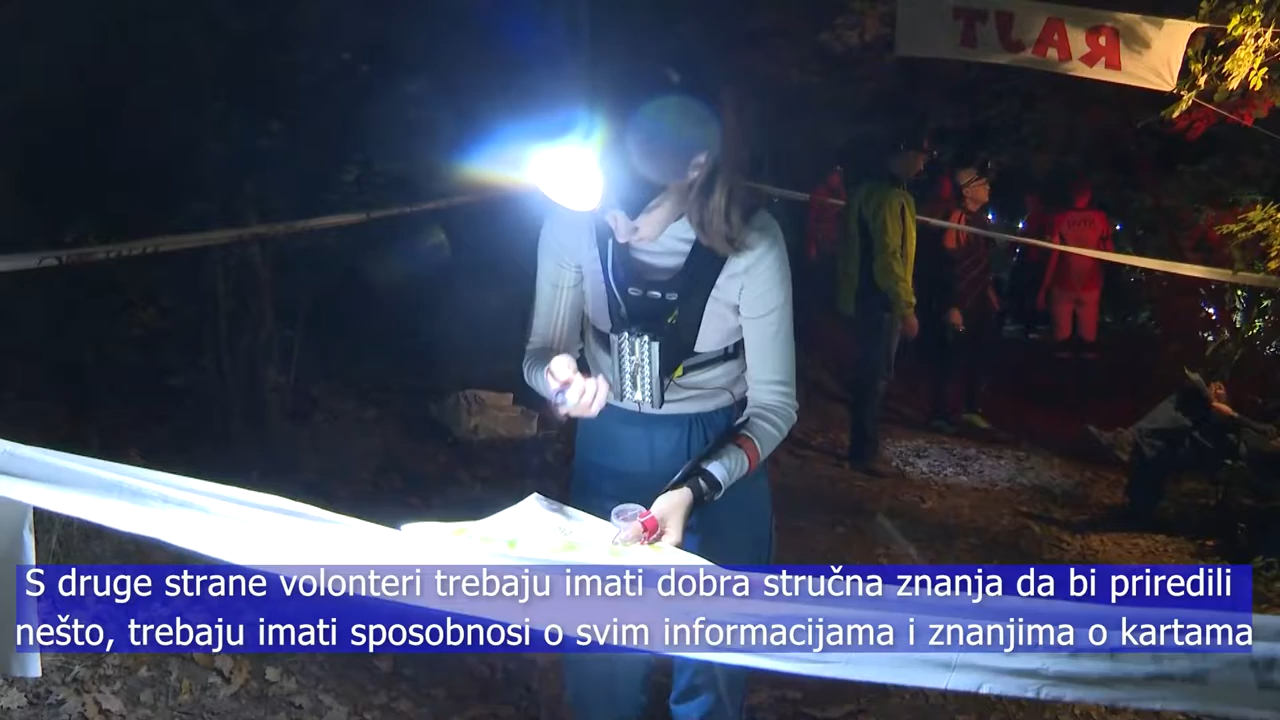 TJAЯ
S druge strane volonteri trebaju imati dobra stručna znanja da bi priredili
nešto, trebaju imati sposobnosi o svim informacijama i znanjima o kartama